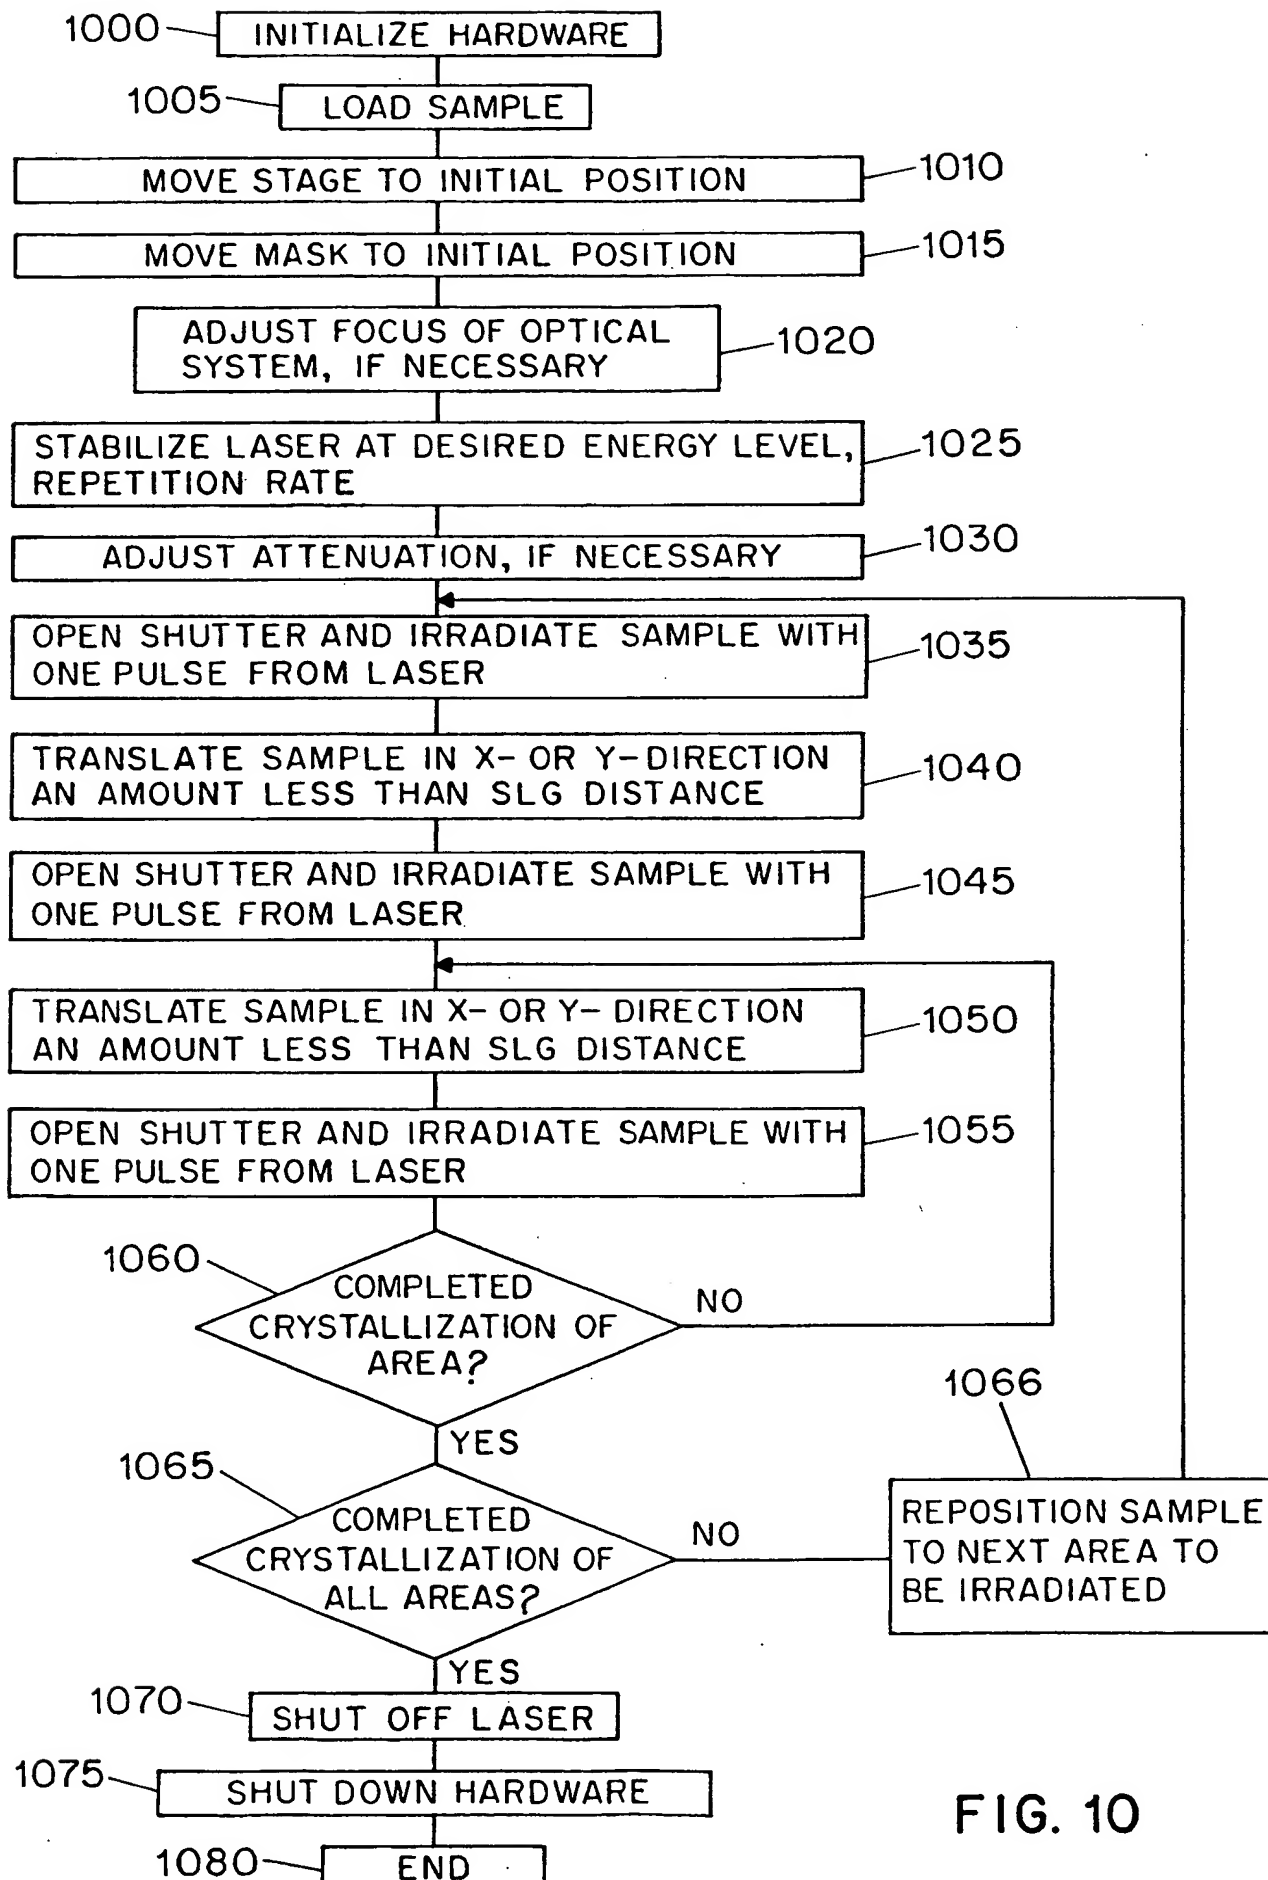 1000 INITIALIZE HARDWARE
1005 LOAD SAMPLE
MOVE STAGE TO INITIAL POSITION 1010
MOVE MASK TO INITIAL POSITION 1015
ADJUST FOCUS OF OPTICAL
SYSTEM, IF NECESSARY
1020
STABILIZE LASER AT DESIRED ENERGY LEVEL,
REPETITION RATE
1025
ADJUST ATTENUATION, IF NECESSARY 1030
OPEN SHUTTER AND IRRADIATE SAMPLE WITH
ONE PULSE FROM LASER
1035
TRANSLATE SAMPLE IN X- OR Y-DIRECTION
AN AMOUNT LESS THAN SLG DISTANCE
1040
OPEN SHUTTER AND IRRADIATE SAMPLE WITH
ONE PULSE FROM LASER
1045
TRANSLATE SAMPLE IN X- OR Y- DIRECTION
AN AMOUNT LESS THAN SLG DISTANCE
1050
OPEN SHUTTER AND IRRADIATE SAMPLE WITH
ONE PULSE FROM LASER
1055
1060
COMPLETED
CRYSTALLIZATION OF
AREA?
NO
YES
1065
COMPLETED
CRYSTALLIZATION OF
ALL AREAS?
NO
1066
REPOSITION SAMPLE
TO NEXT AREA TO
BE IRRADIATED
YES
1070 SHUT OFF LASER
1075 SHUT DOWN HARDWARE
1080 END
FIG. 10